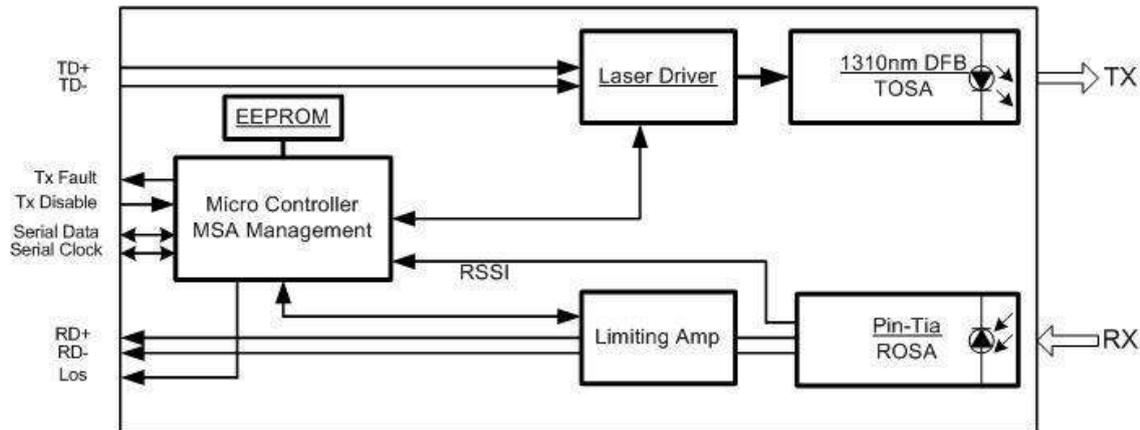 TD+
TD-
Laser Driver
1310nm DFB
TOSA
TX
EEPROM
Tx Fault
Tx Disable
Serial Data
Serial Clock
Micro Controller
MSA Management
RSSI
RD+
RD-
Los
Limiting Amp
Pin-Tia
ROSA
RX